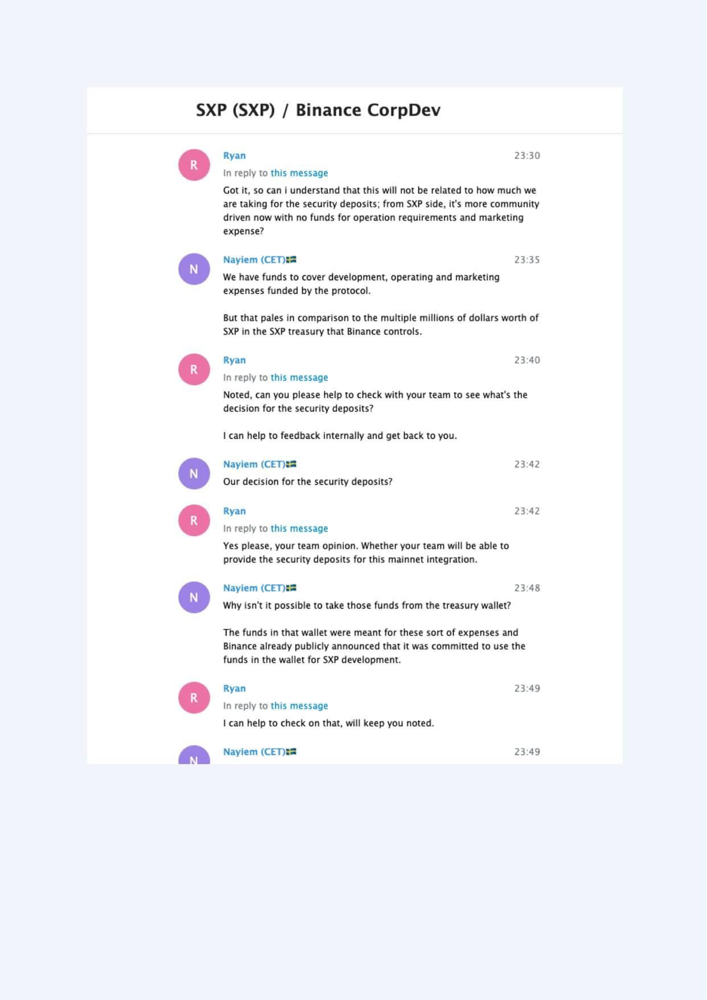 SXP (SXP) / Binance CorpDev
R
Ryan
23:30
In reply to this message
Got it, so can i understand that this will not be related to how much we
are taking for the security deposits; from SXP side, it's more community
driven now with no funds for operation requirements and marketing
expense?
N
Nayiem (CET)🇸🇪
23:35
We have funds to cover development, operating and marketing
expenses funded by the protocol.
But that pales in comparison to the multiple millions of dollars worth of
SXP in the SXP treasury that Binance controls.
R
Ryan
23:40
In reply to this message
Noted, can you please help to check with your team to see what's the
decision for the security deposits?
I can help to feedback internally and get back to you.
N
Nayiem (CET)🇸🇪
23:42
Our decision for the security deposits?
R
Ryan
23:42
In reply to this message
Yes please, your team opinion. Whether your team will be able to
provide the security deposits for this mainnet integration.
N
Nayiem (CET)🇸🇪
23:48
Why isn't it possible to take those funds from the treasury wallet?
The funds in that wallet were meant for these sort of expenses and
Binance already publicly announced that it was committed to use the
funds in the wallet for SXP development.
R
Ryan
23:49
In reply to this message
I can help to check on that, will keep you noted.
N
Nayiem (CET)🇸🇪
23:49